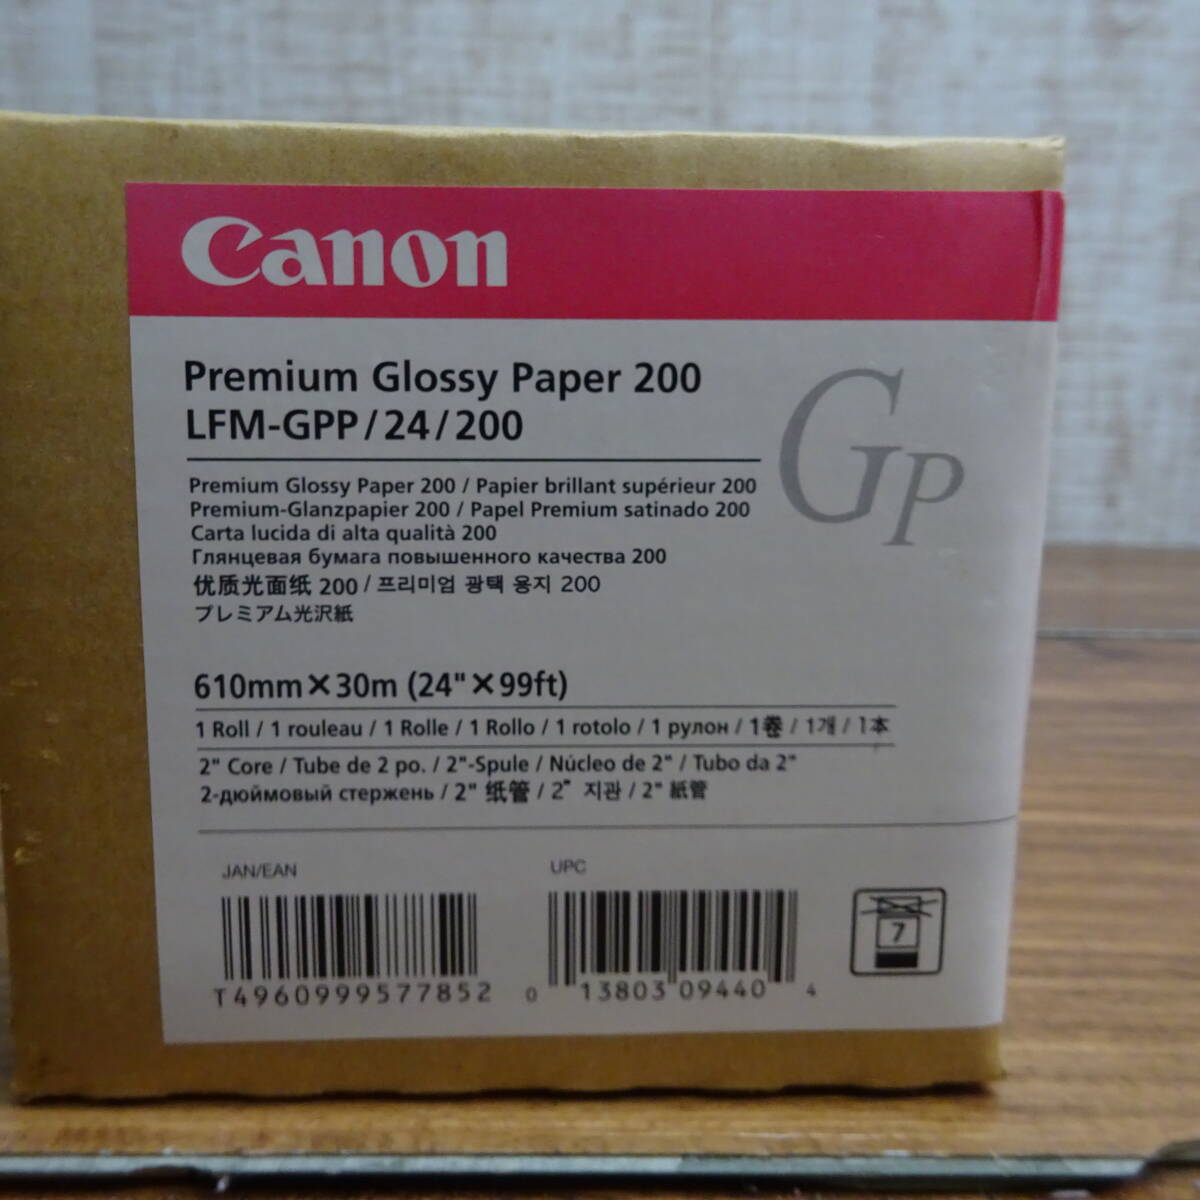 Canon
Premium Glossy Paper 200
LFM-GPP/24/200
GP
Premium Glossy Paper 200 / Papier brillant supérieur 200
Premium-Glanzpapier 200 / Papel Premium satinado 200
Carta lucida di alta qualità 200
Глянцевая бумага повышенного качества 200
优质光面纸 200 / 프리미엄 광택 용지 200
プレミアム光沢紙
610mm×30m (24"×99ft)
1 Roll / 1 rouleau / 1 Rolle / 1 Rollo / 1 rotolo / 1 рулон / 1卷 / 1개 / 1本
2" Core / Tube de 2 po. / 2"-Spule / Núcleo de 2" / Tubo da 2"
2-дюймовый стержень / 2" 纸管 / 2" 지관 / 2" 紙管
JAN/EAN
UPC
7
T4960999577852
0 13803 09440 4